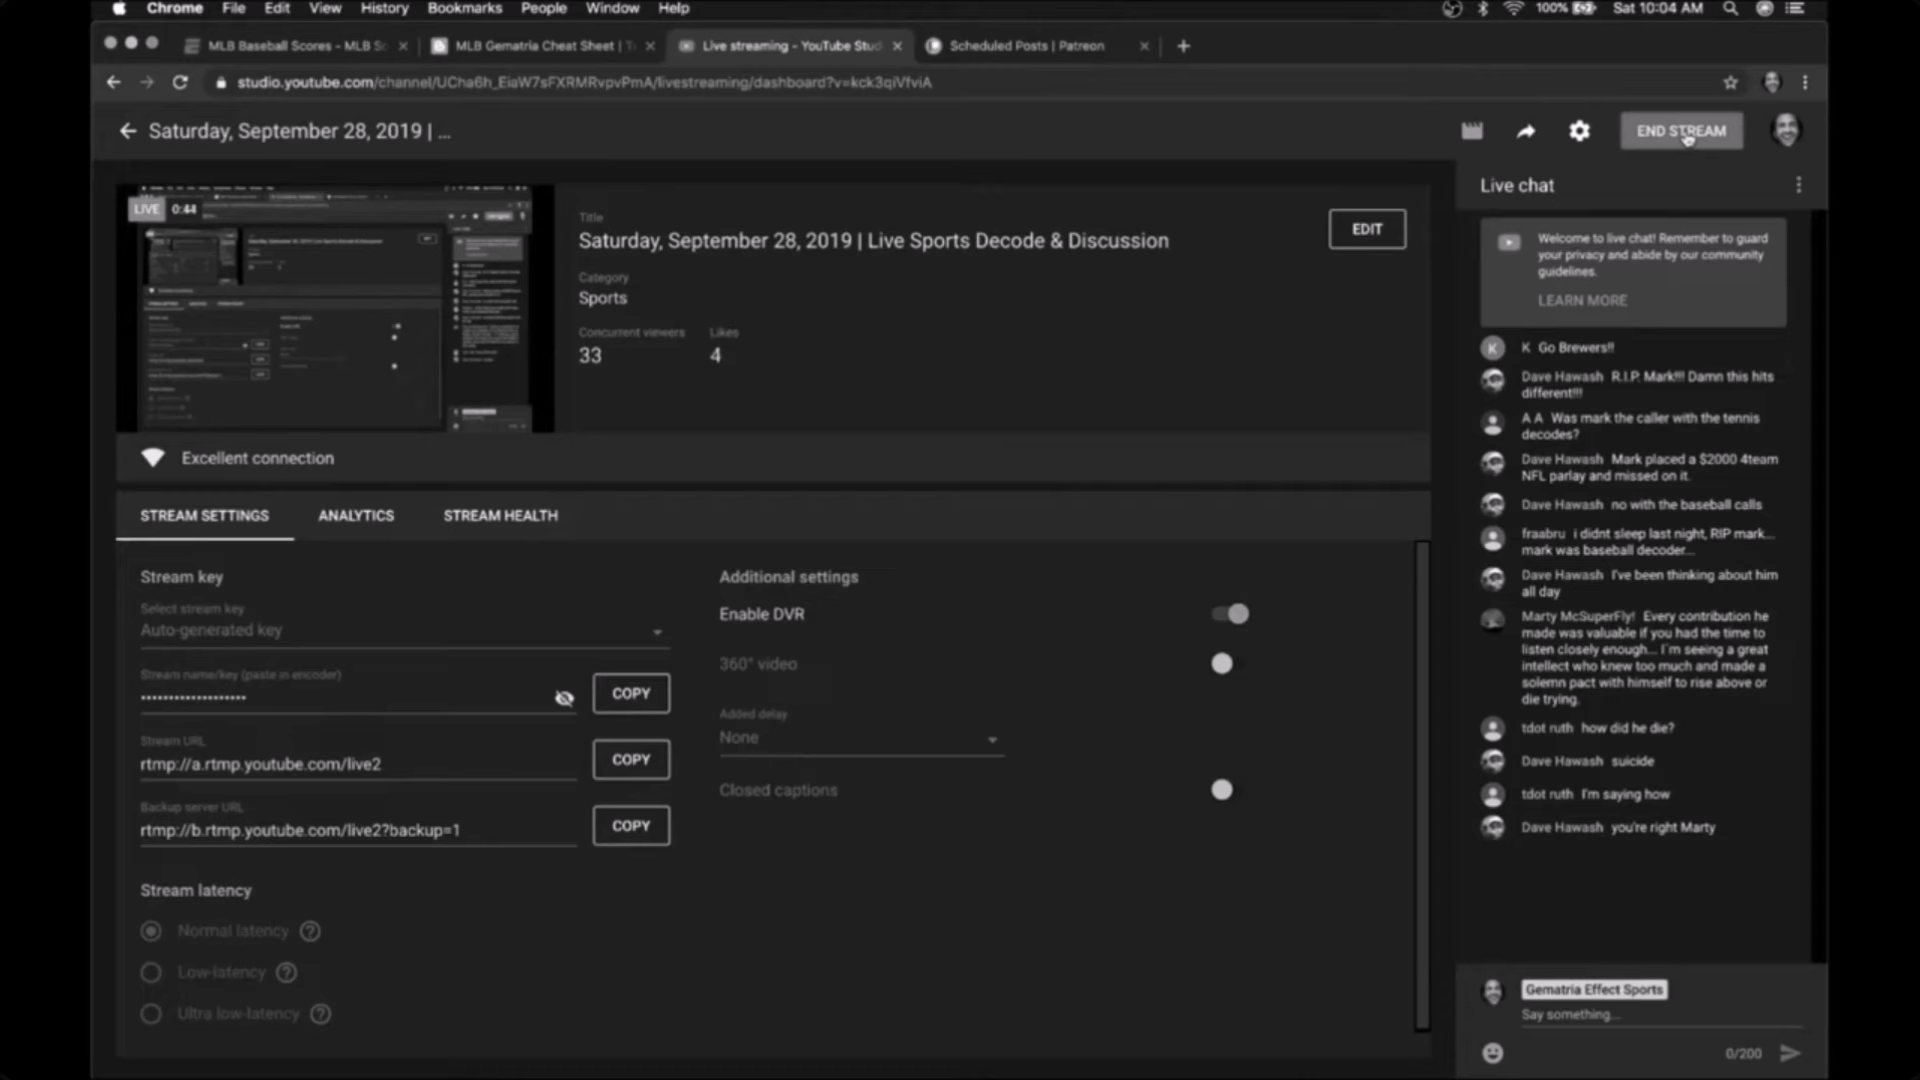 Chrome File Edit View History Bookmarks People Window Help 100% Sat 10:04 AM
MLB Baseball Scores - MLB Sc MLB Gematria Cheat Sheet | Live streaming - YouTube Stud Scheduled Posts | Patreon
studio.youtube.com/channel/UCha6h_EiaW7sFXRMRvpvPmA/livestreaming/dashboard?v=kck3qiVfviA
Saturday, September 28, 2019 | ...
END STREAM
LIVE 0:44
Title
Saturday, September 28, 2019 | Live Sports Decode & Discussion
EDIT
Category
Sports
Concurrent viewers Likes
33 4
Excellent connection
STREAM SETTINGS ANALYTICS STREAM HEALTH
Stream key
Select stream key
Auto-generated key
Stream name/key (paste in encoder)
•••••••••••••••••••
COPY
Stream URL
rtmp://a.rtmp.youtube.com/live2
COPY
Backup server URL
rtmp://b.rtmp.youtube.com/live2?backup=1
COPY
Stream latency
Normal latency
Low-latency
Ultra low-latency
Additional settings
Enable DVR
360° video
Added delay
None
Closed captions
Live chat
Welcome to live chat! Remember to guard
your privacy and abide by our community
guidelines.
LEARN MORE
K K Go Brewers!!
Dave Hawash R.I.P. Mark!!! Damn this hits
different!!!
A A Was mark the caller with the tennis
decodes?
Dave Hawash Mark placed a $2000 4team
NFL parlay and missed on it.
Dave Hawash no with the baseball calls
fraabru i didnt sleep last night, RIP mark...
mark was baseball decoder...
Dave Hawash I've been thinking about him
all day
Marty McSuperFly! Every contribution he
made was valuable if you had the time to
listen closely enough... I'm seeing a great
intellect who knew too much and made a
solemn pact with himself to rise above or
die trying.
tdot ruth how did he die?
Dave Hawash suicide
tdot ruth I'm saying how
Dave Hawash you're right Marty
Gematria Effect Sports
Say something...
0/200